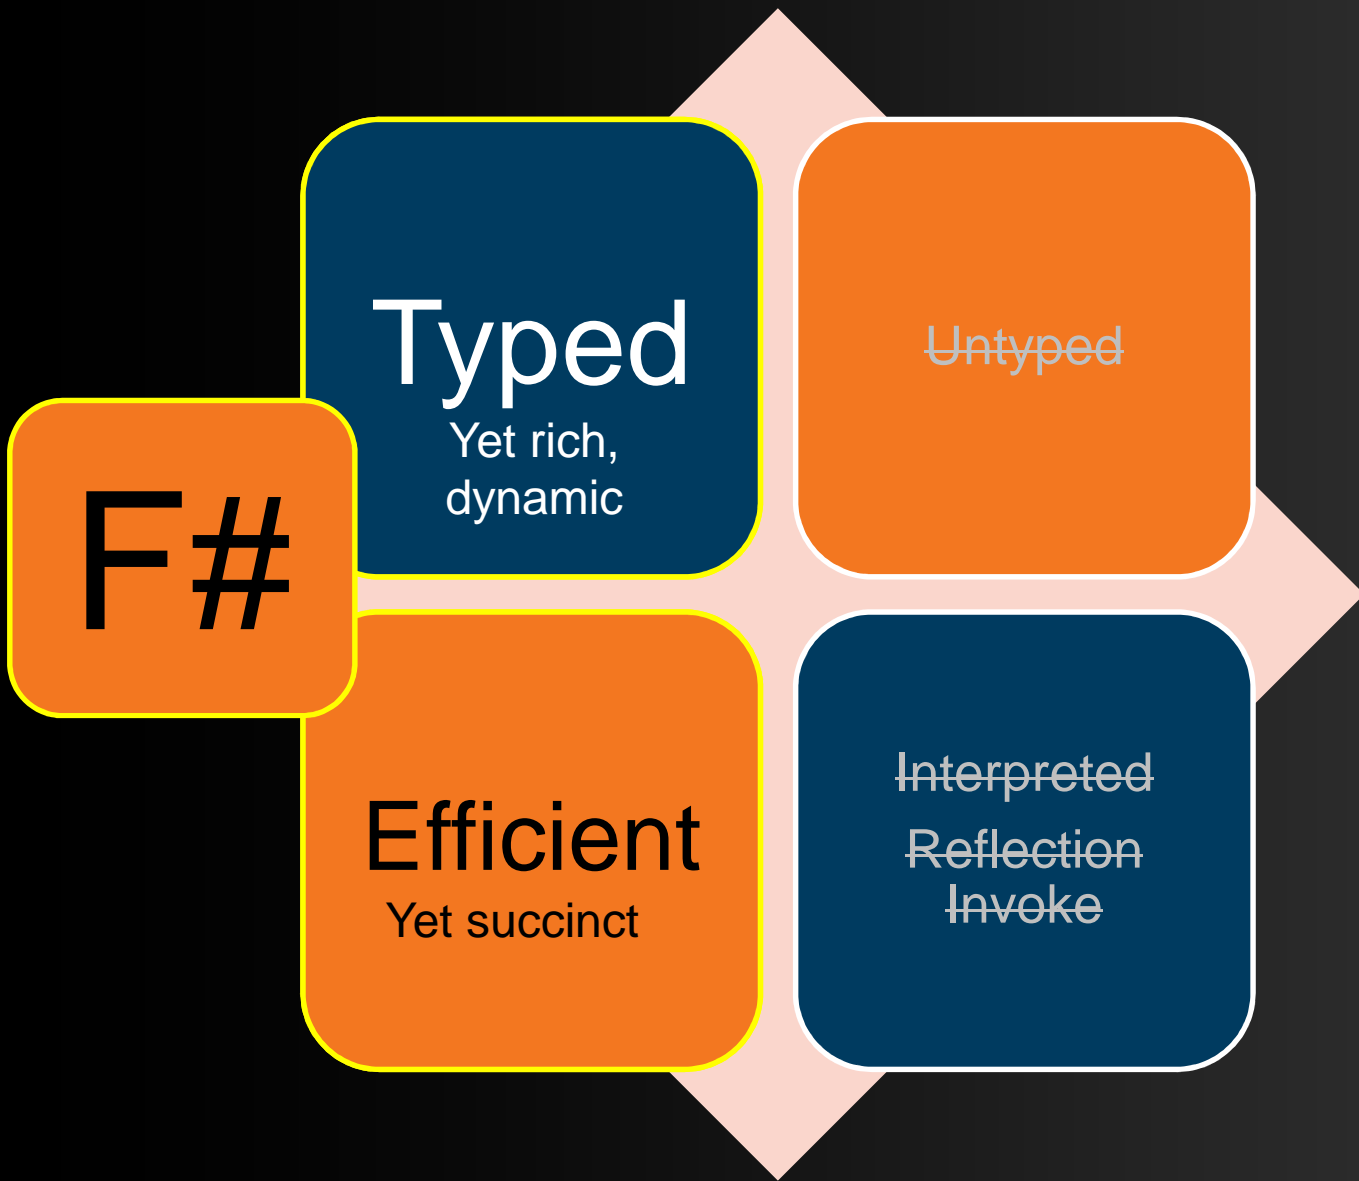 Typed
Yet rich,
dynamic
Untyped
F#
Efficient
Yet succinct
Interpreted
Reflection
Invoke